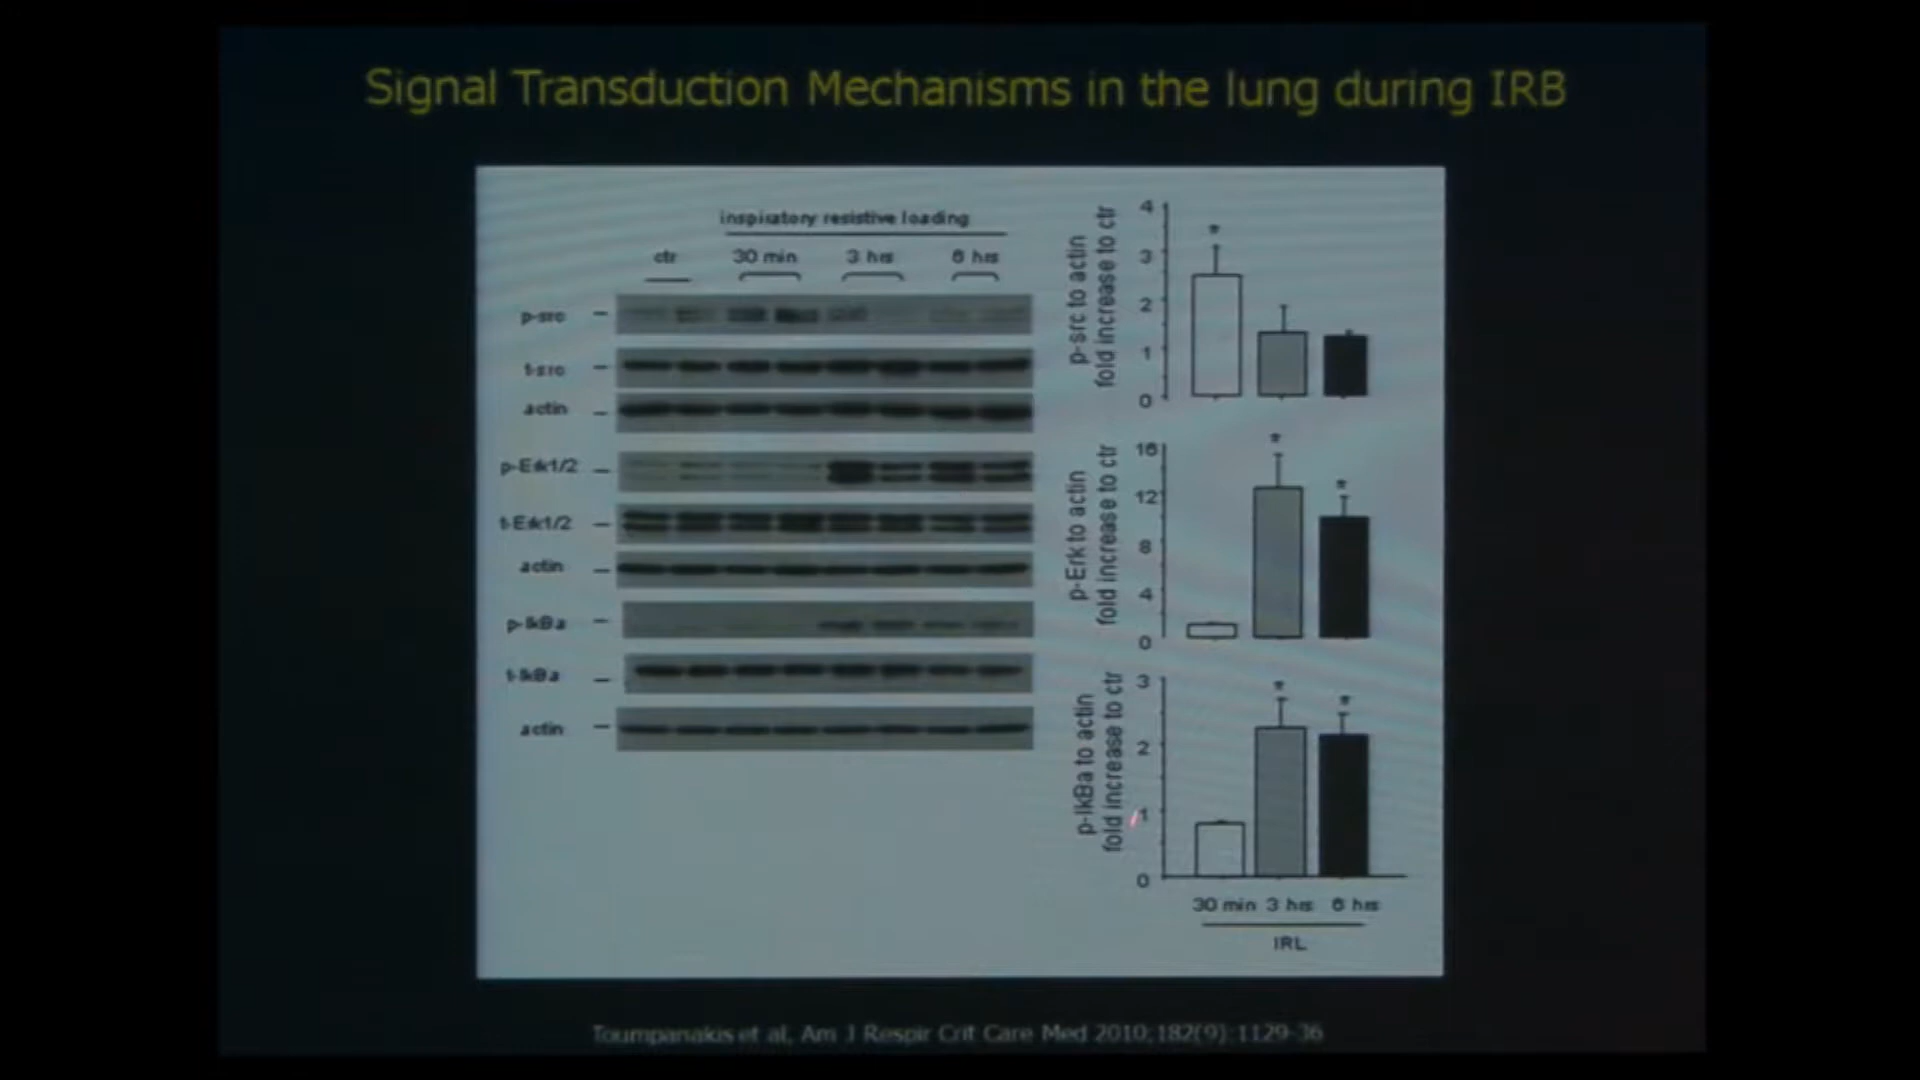 Signal Transduction Mechanisms in the lung during IRB
inspiratory resistive loading
ctr 30 min 3 hrs 6 hrs
p-src
t-src
actin
p-Erk1/2
t-Erk1/2
actin
p-IkBa
t-IkBa
actin
p-src to actin
fold increase to ctr
4
*
3
2
1
0
p-Erk to actin
fold increase to ctr
16
*
12
*
8
4
0
p-IkBa to actin
fold increase to ctr
3
*
*
2
1
0
30 min 3 hrs 6 hrs
IRL
Toumpanakis et al, Am J Respir Crit Care Med 2010;182(9):1129-36